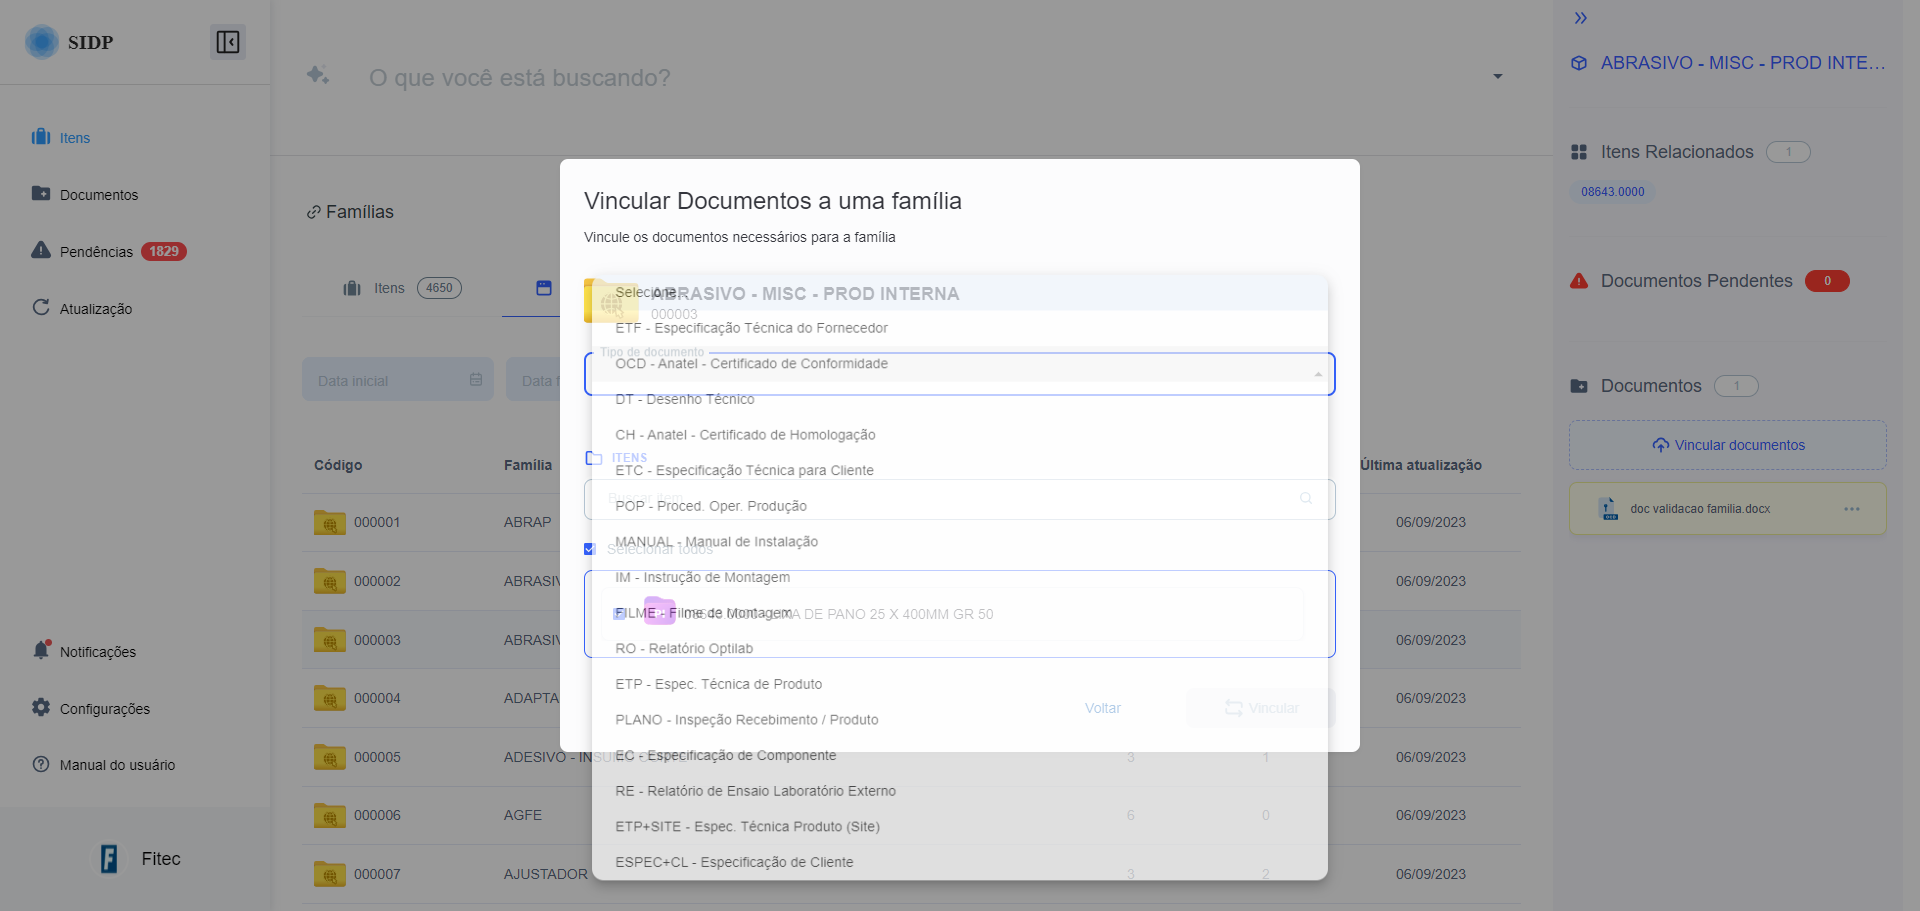 SIDP
Itens
Documentos
Pendências 1829
Atualização
Notificações
Configurações
Manual do usuário
Fitec
O que você está buscando?
Famílias
Itens 4650
Data inicial
Data f
Código Família Última atualização
000001 ABRAP 06/09/2023
000002 ABRASIV 06/09/2023
000003 ABRASIV 06/09/2023
000004 ADAPTA 06/09/2023
000005 ADESIVO - INSUMO 3 1 06/09/2023
000006 AGFE 6 0 06/09/2023
000007 AJUSTADOR 3 2 06/09/2023
Vincular Documentos a uma família
Vincule os documentos necessários para a família
ABRASIVO - MISC - PROD INTERNA
000003
Tipo de documento
Selecione...
ETF - Especificação Técnica do Fornecedor
OCD - Anatel - Certificado de Conformidade
DT - Desenho Técnico
CH - Anatel - Certificado de Homologação
ETC - Especificação Técnica para Cliente
POP - Proced. Oper. Produção
MANUAL - Manual de Instalação
IM - Instrução de Montagem
FILME - Filme de Montagem
RO - Relatório Optilab
ETP - Espec. Técnica de Produto
PLANO - Inspeção Recebimento / Produto
EC - Especificação de Componente
RE - Relatório de Ensaio Laboratório Externo
ETP+SITE - Espec. Técnica Produto (Site)
ESPEC+CL - Especificação de Cliente
ITENS
Buscar item
Selecionar todos
08643.0000 - LIXA DE PANO 25 X 400MM GR 50
Voltar
Vincular
ABRASIVO - MISC - PROD INTE...
Itens Relacionados 1
08643.0000
Documentos Pendentes 0
Documentos 1
Vincular documentos
doc validacao familia.docx